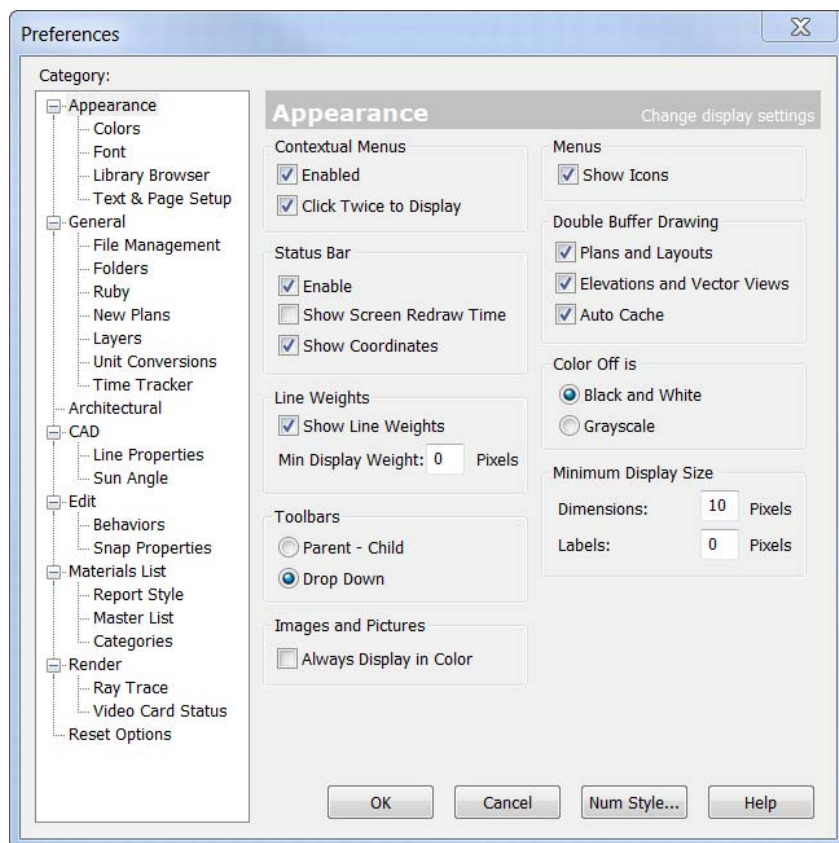 Preferences
Category:
Appearance
Colors
Font
Library Browser
Text & Page Setup
General
File Management
Folders
Ruby
New Plans
Layers
Unit Conversions
Time Tracker
Architectural
CAD
Line Properties
Sun Angle
Edit
Behaviors
Snap Properties
Materials List
Report Style
Master List
Categories
Render
Ray Trace
Video Card Status
Reset Options
Appearance Change display settings
Contextual Menus
Enabled
Click Twice to Display
Status Bar
Enable
Show Screen Redraw Time
Show Coordinates
Line Weights
Show Line Weights
Min Display Weight: 0 Pixels
Toolbars
Parent - Child
Drop Down
Images and Pictures
Always Display in Color
Menus
Show Icons
Double Buffer Drawing
Plans and Layouts
Elevations and Vector Views
Auto Cache
Color Off is
Black and White
Grayscale
Minimum Display Size
Dimensions: 10 Pixels
Labels: 0 Pixels
OK Cancel Num Style... Help